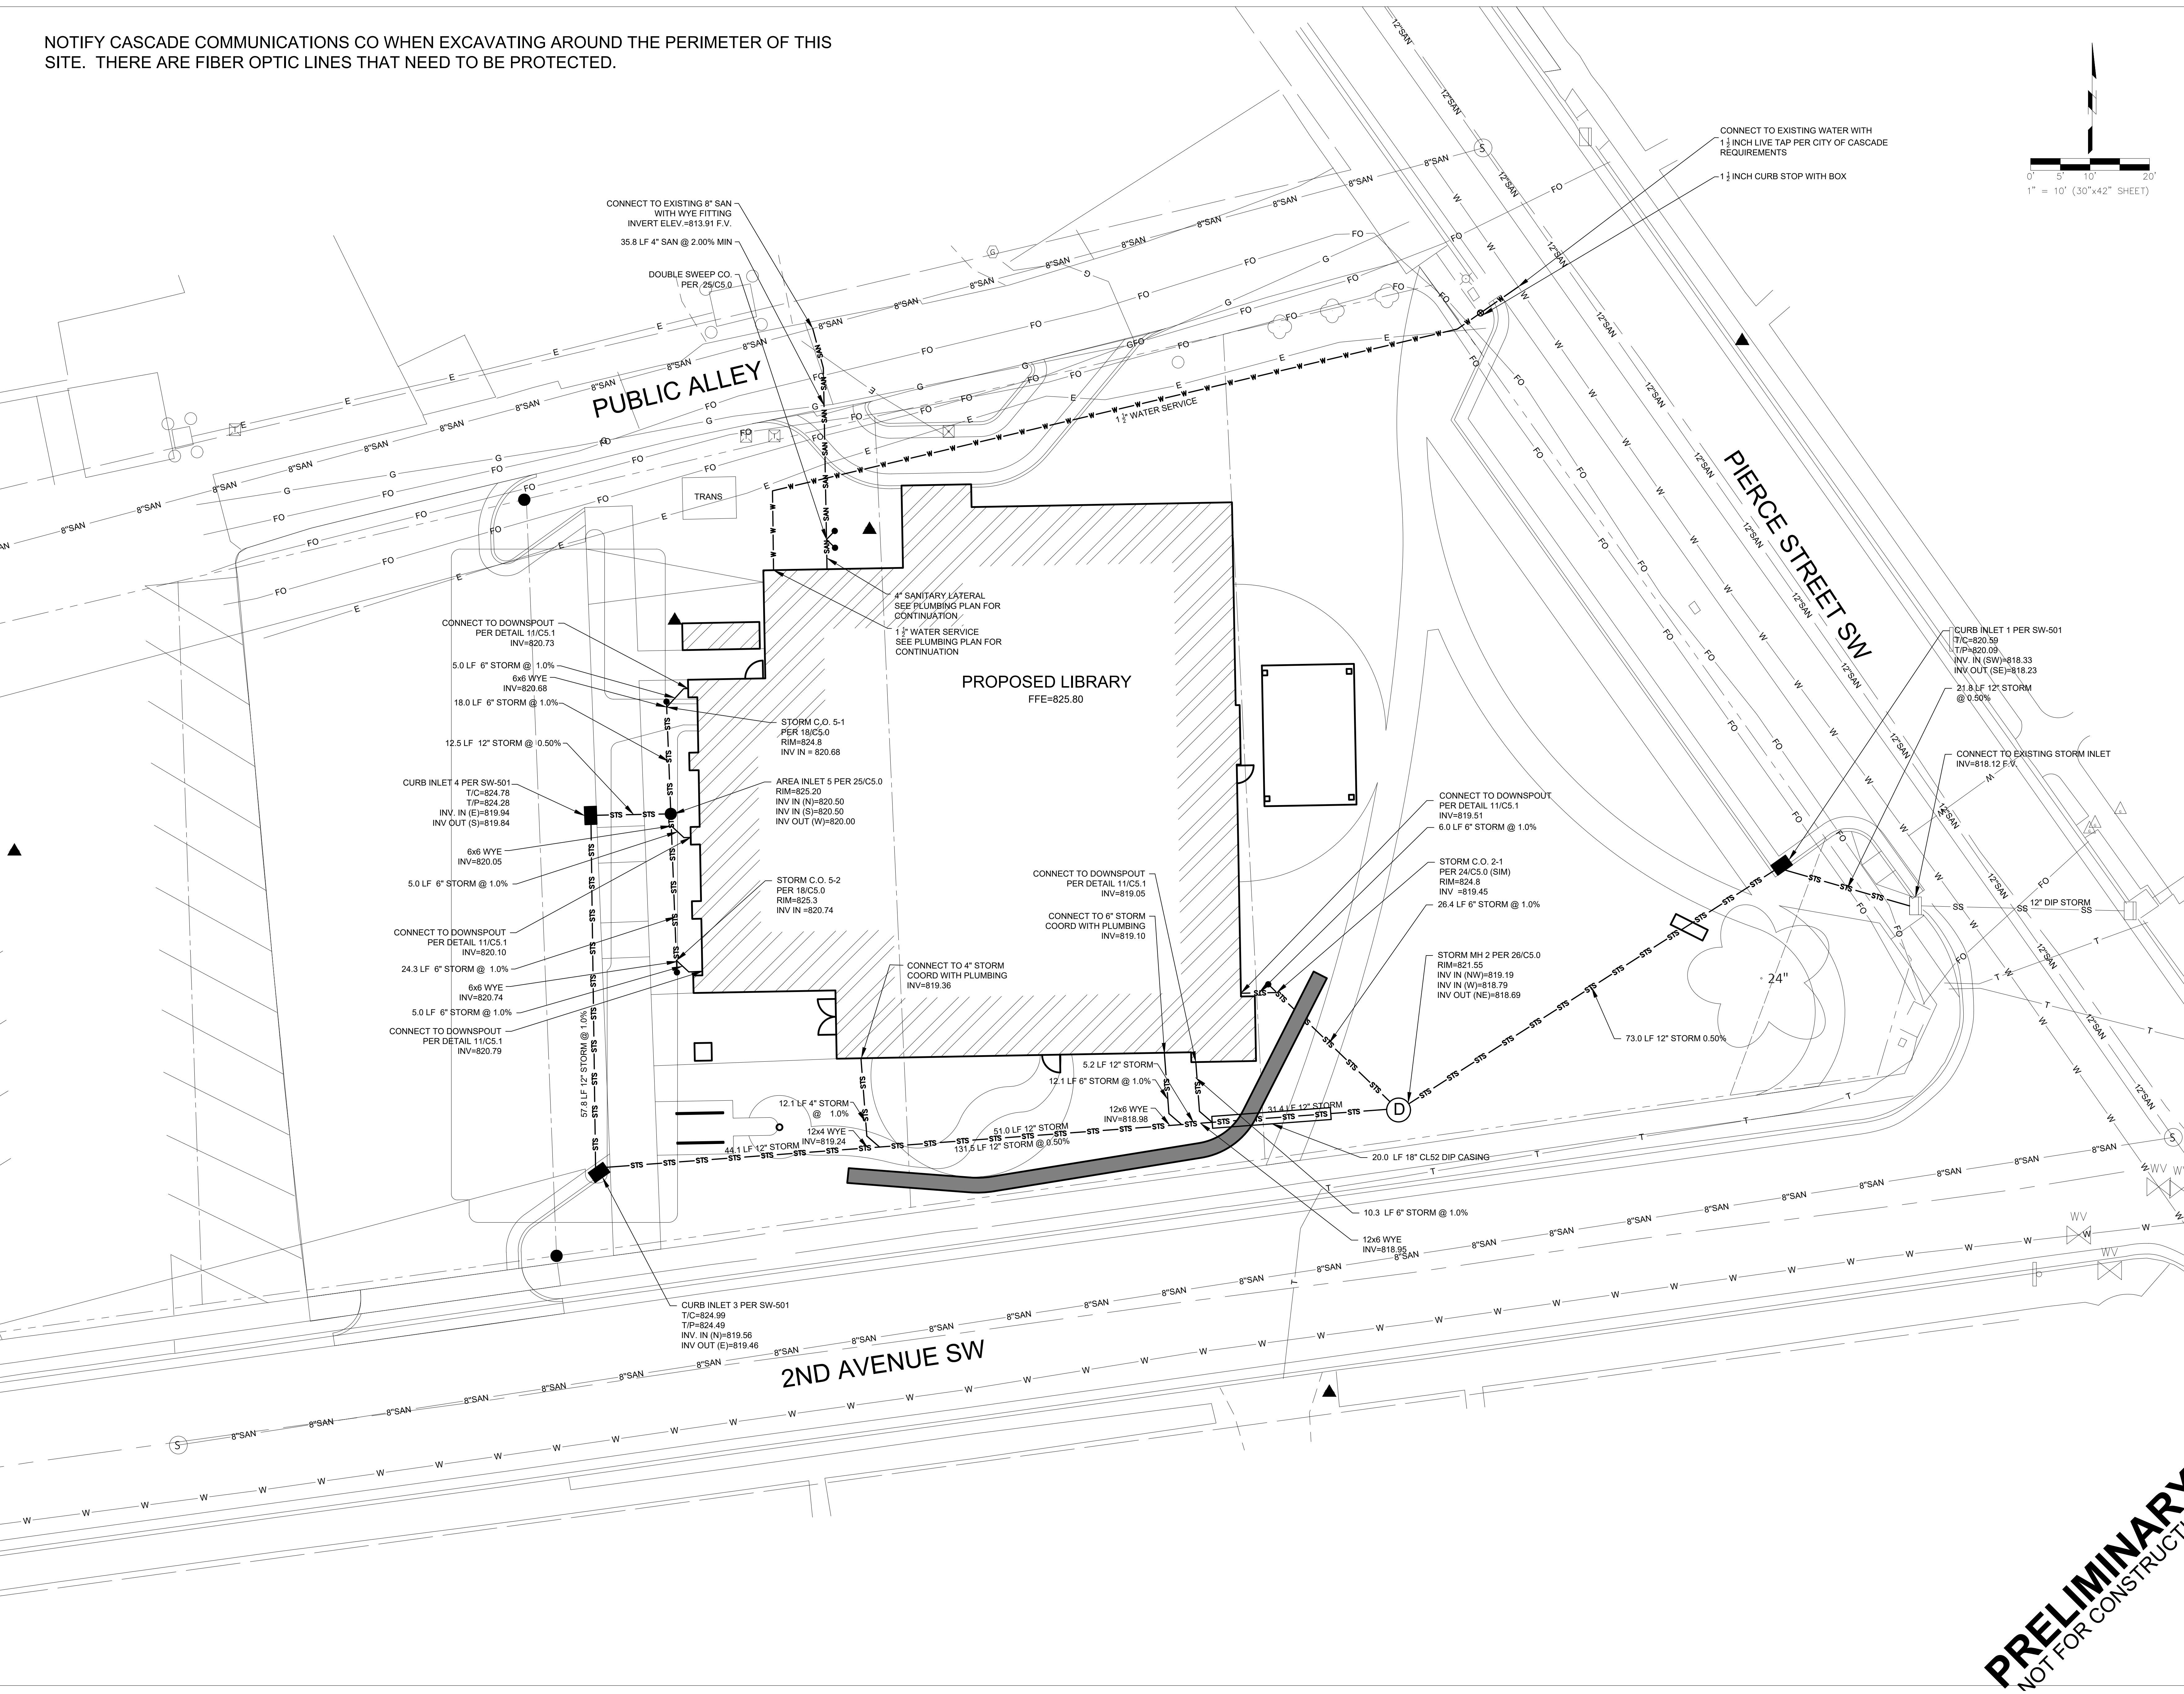 NOTIFY CASCADE COMMUNICATIONS CO WHEN EXCAVATING AROUND THE PERIMETER OF THIS
SITE. THERE ARE FIBER OPTIC LINES THAT NEED TO BE PROTECTED.
N
0' 5' 10' 20'
1" = 10' (30"x42" SHEET)
CONNECT TO EXISTING WATER WITH
1 1/2 INCH LIVE TAP PER CITY OF CASCADE
REQUIREMENTS
1 1/2 INCH CURB STOP WITH BOX
CONNECT TO EXISTING 8" SAN
WITH WYE FITTING
INVERT ELEV.=813.91 F.V.
35.8 LF 4" SAN @ 2.00% MIN
DOUBLE SWEEP CO.
PER 25/C5.0
PUBLIC ALLEY
1 1/2" WATER SERVICE
TRANS
PIERCE STREET SW
4" SANITARY LATERAL
SEE PLUMBING PLAN FOR
CONTINUATION
1 1/2" WATER SERVICE
SEE PLUMBING PLAN FOR
CONTINUATION
PROPOSED LIBRARY
FFE=825.80
CONNECT TO DOWNSPOUT
PER DETAIL 11/C5.1
INV=820.73
5.0 LF 6" STORM @ 1.0%
6x6 WYE
INV=820.68
18.0 LF 6" STORM @ 1.0%
12.5 LF 12" STORM @ 0.50%
CURB INLET 4 PER SW-501
T/C=824.78
T/P=824.28
INV. IN (E)=819.94
INV OUT (S)=819.84
6x6 WYE
INV=820.05
5.0 LF 6" STORM @ 1.0%
CONNECT TO DOWNSPOUT
PER DETAIL 11/C5.1
INV=820.10
24.3 LF 6" STORM @ 1.0%
6x6 WYE
INV=820.74
5.0 LF 6" STORM @ 1.0%
CONNECT TO DOWNSPOUT
PER DETAIL 11/C5.1
INV=820.79
57.8 LF 12" STORM @ 1.0%
STORM C.O. 5-1
PER 18/C5.0
RIM=824.8
INV IN = 820.68
AREA INLET 5 PER 25/C5.0
RIM=825.20
INV IN (N)=820.50
INV IN (S)=820.50
INV OUT (W)=820.00
STORM C.O. 5-2
PER 18/C5.0
RIM=825.3
INV IN =820.74
CONNECT TO 4" STORM
COORD WITH PLUMBING
INV=819.36
CONNECT TO DOWNSPOUT
PER DETAIL 11/C5.1
INV=819.05
CONNECT TO 6" STORM
COORD WITH PLUMBING
INV=819.10
CONNECT TO DOWNSPOUT
PER DETAIL 11/C5.1
INV=819.51
6.0 LF 6" STORM @ 1.0%
STORM C.O. 2-1
PER 24/C5.0 (SIM)
RIM=824.8
INV =819.45
26.4 LF 6" STORM @ 1.0%
STORM MH 2 PER 26/C5.0
RIM=821.55
INV IN (NW)=819.19
INV IN (W)=818.79
INV OUT (NE)=818.69
CURB INLET 1 PER SW-501
T/C=820.59
T/P=820.09
INV. IN (SW)=818.33
INV OUT (SE)=818.23
21.8 LF 12" STORM
@ 0.50%
CONNECT TO EXISTING STORM INLET
INV=818.12 F.V.
12" DIP STORM
24"
73.0 LF 12" STORM 0.50%
5.2 LF 12" STORM
12.1 LF 6" STORM @ 1.0%
12x6 WYE
INV=818.98
12.1 LF 4" STORM
@ 1.0%
12x4 WYE
INV=819.24
44.1 LF 12" STORM
51.0 LF 12" STORM
131.5 LF 12" STORM @ 0.50%
31.4 LF 12" STORM
D
20.0 LF 18" CL52 DIP CASING
10.3 LF 6" STORM @ 1.0%
12x6 WYE
INV=818.95
CURB INLET 3 PER SW-501
T/C=824.99
T/P=824.49
INV. IN (N)=819.56
INV OUT (E)=819.46
2ND AVENUE SW
8"SAN
12"SAN
SAN
STS
SS
FO
W
E
G
T
S
WV
PRELIMINARY